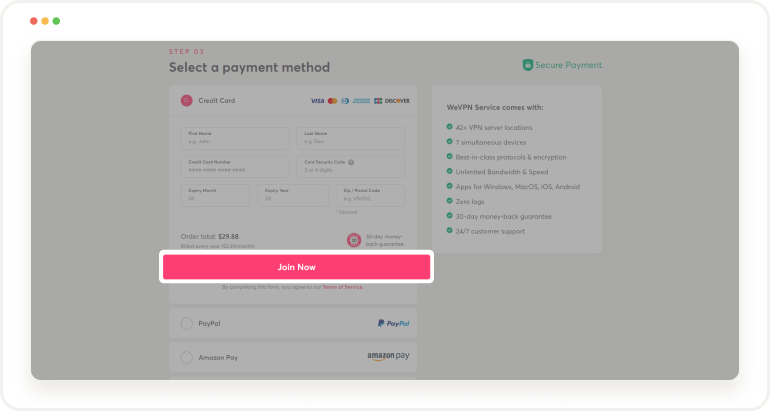 STEP 03
Select a payment method
Secure Payment
Credit Card
VISA
DISCOVER
First Name
e.g. John
Last Name
e.g. Doe
Credit Card Number
#### #### #### ####
Card Security Code
3 or 4 digits
Expiry Month
Expiry Year
Zip / Postal Code
* Optional
Order total: $29.88
Billed every year ($2.49/month)
30-day money-
back guarantee
Join Now
By completing this form, you agree to our Terms of Service.
PayPal
PayPal
Amazon Pay
amazon pay
WeVPN Service comes with:
42+ VPN server locations
7 simultaneous devices
Best-in-class protocols & encryption
Unlimited Bandwidth & Speed
Apps for Windows, MacOS, iOS, Android
Zero logs
30-day money-back guarantee
24/7 customer support